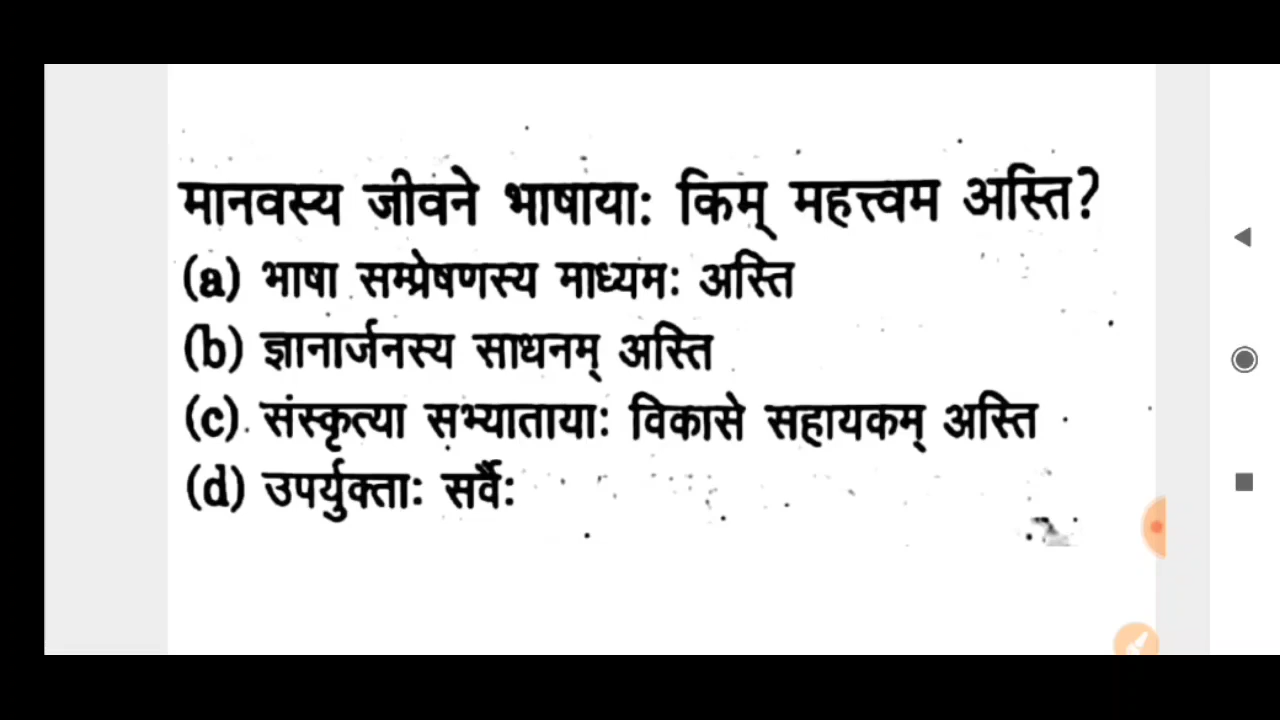 मानवस्य जीवने भाषायाः किम् महत्त्वम अस्ति?
(a) भाषा सम्प्रेषणस्य माध्यमः अस्ति
(b) ज्ञानार्जनस्य साधनम् अस्ति
(c) संस्कृत्या सभ्यातायाः विकासे सहायकम् अस्ति
(d) उपर्युक्ताः सर्वैः